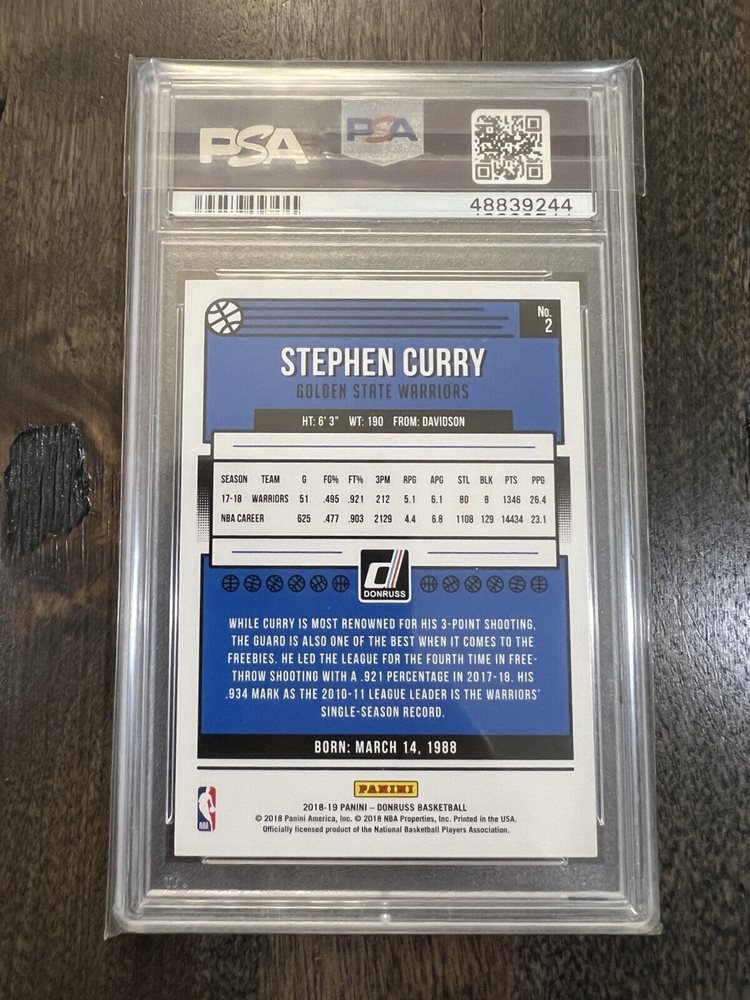 PSA
PSA
48839244
No.
2
STEPHEN CURRY
GOLDEN STATE WARRIORS
HT: 6' 3" WT: 190 FROM: DAVIDSON
SEASON TEAM G FG% FT% 3PM RPG APG STL BLK PTS PPG
17-18 WARRIORS 51 .495 .921 212 5.1 6.1 80 8 1346 26.4
NBA CAREER 625 .477 .903 2129 4.4 6.8 1108 129 14434 23.1
DONRUSS
WHILE CURRY IS MOST RENOWNED FOR HIS 3-POINT SHOOTING,
THE GUARD IS ALSO ONE OF THE BEST WHEN IT COMES TO THE
FREEBIES. HE LED THE LEAGUE FOR THE FOURTH TIME IN FREE-
THROW SHOOTING WITH A .921 PERCENTAGE IN 2017-18. HIS
.934 MARK AS THE 2010-11 LEAGUE LEADER IS THE WARRIORS'
SINGLE-SEASON RECORD.
BORN: MARCH 14, 1988
PANINI
NBA
2018-19 PANINI – DONRUSS BASKETBALL
© 2018 Panini America, Inc. © 2018 NBA Properties, Inc. Printed in the USA.
Officially licensed product of the National Basketball Players Association.